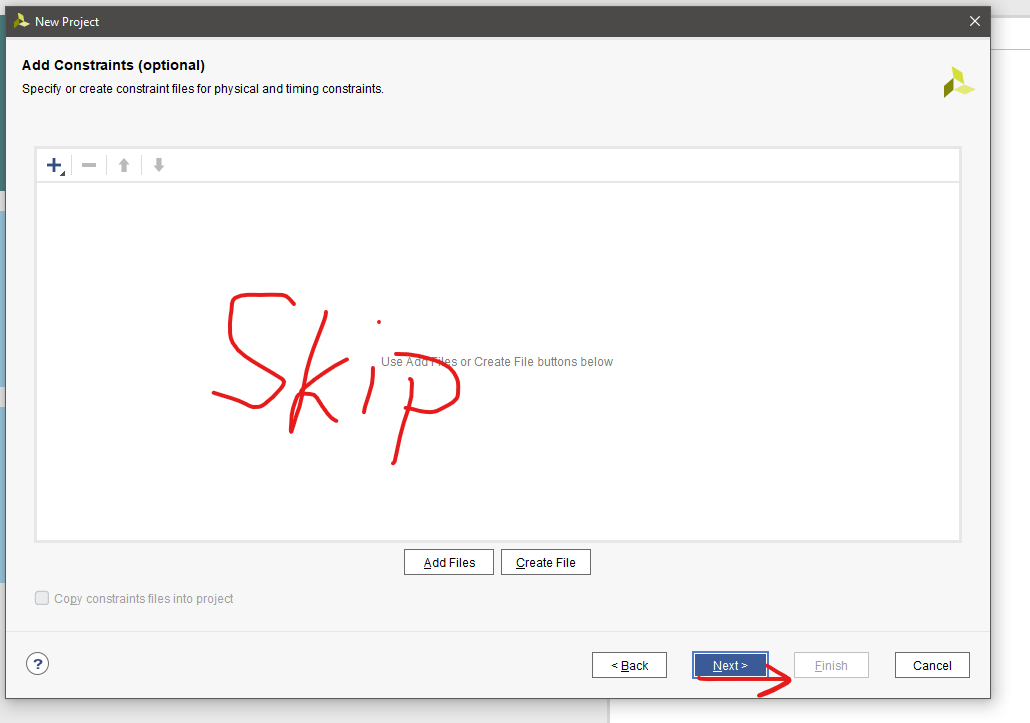 New Project
Add Constraints (optional)
Specify or create constraint files for physical and timing constraints.
Skip
Use Add Files or Create File buttons below
Add Files
Create File
Copy constraints files into project
?
< Back
Next >
Finish
Cancel